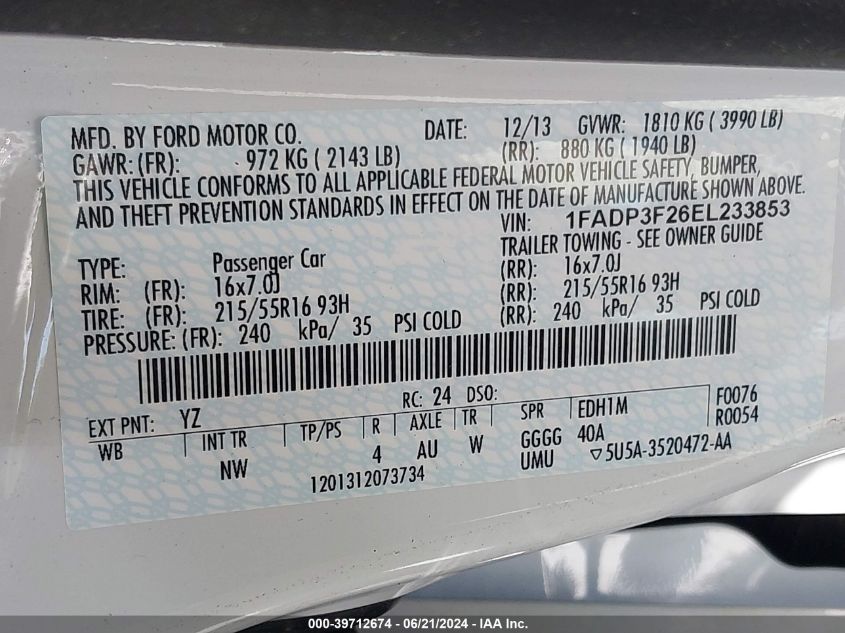 MFD. BY FORD MOTOR CO. DATE: 12/13 GVWR: 1810 KG ( 3990 LB)
GAWR: (FR): 972 KG ( 2143 LB) (RR): 880 KG ( 1940 LB)
THIS VEHICLE CONFORMS TO ALL APPLICABLE FEDERAL MOTOR VEHICLE SAFETY, BUMPER,
AND THEFT PREVENTION STANDARDS IN EFFECT ON THE DATE OF MANUFACTURE SHOWN ABOVE.
VIN: 1FADP3F26EL233853
TYPE: Passenger Car TRAILER TOWING - SEE OWNER GUIDE
RIM: (FR): 16x7.0J (RR): 16x7.0J
TIRE: (FR): 215/55R16 93H (RR): 215/55R16 93H
PRESSURE: (FR): 240 kPa/ 35 PSI COLD (RR): 240 kPa/ 35 PSI COLD
EXT PNT: YZ RC: 24 DSO: F0076
WB INT TR TP/PS R AXLE TR SPR EDH1M R0054
NW 4 AU W GGGG 40A
UMU ▽5U5A-3520472-AA
1201312073734
000-39712674 - 06/21/2024 - IAA Inc.